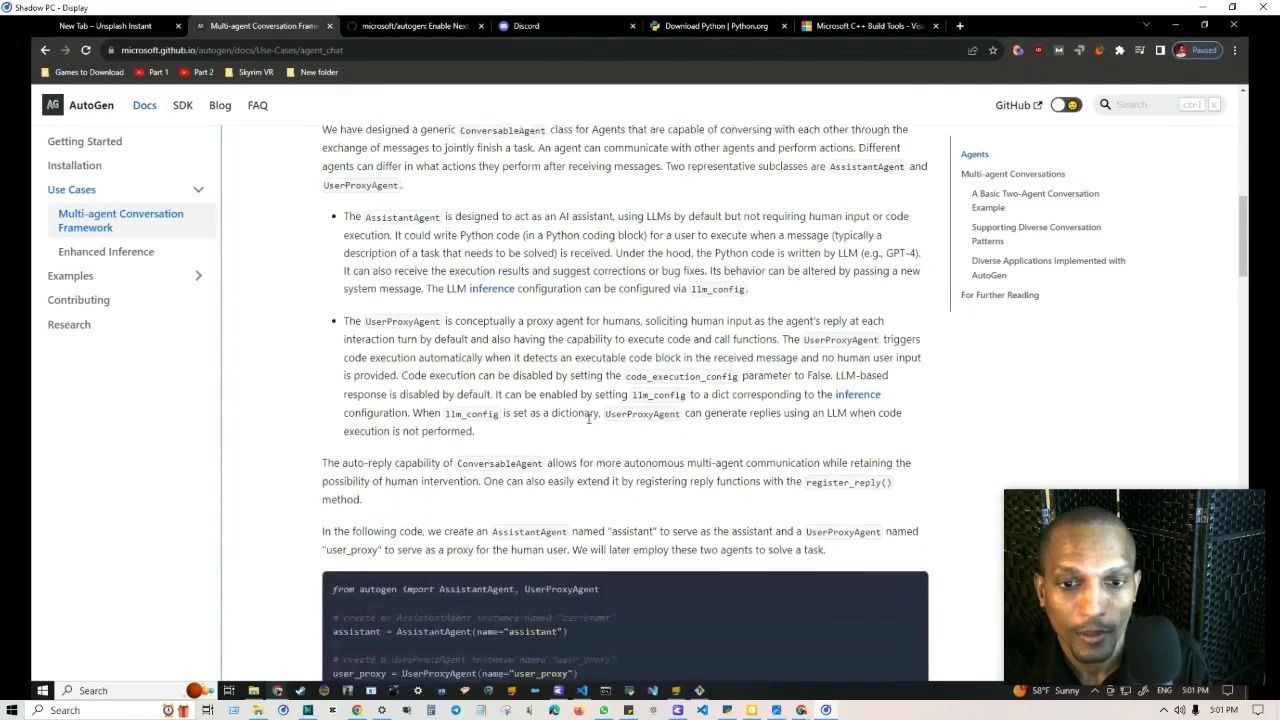 Shadow PC - Display
New Tab – Unsplash Instant
Multi-agent Conversation Frame
microsoft/autogen: Enable Next
Discord
Download Python | Python.org
Microsoft C++ Build Tools - Vis
microsoft.github.io/autogen/docs/Use-Cases/agent_chat
Paused
Games to Download
Part 1
Part 2
Skyrim VR
New folder
AG
AutoGen
Docs
SDK
Blog
FAQ
GitHub
Search
ctrl
K
Getting Started
Installation
Use Cases
Multi-agent Conversation
Framework
Enhanced Inference
Examples
Contributing
Research
We have designed a generic ConversableAgent class for Agents that are capable of conversing with each other through the
exchange of messages to jointly finish a task. An agent can communicate with other agents and perform actions. Different
agents can differ in what actions they perform after receiving messages. Two representative subclasses are AssistantAgent and
UserProxyAgent.
• The AssistantAgent is designed to act as an AI assistant, using LLMs by default but not requiring human input or code
execution. It could write Python code (in a Python coding block) for a user to execute when a message (typically a
description of a task that needs to be solved) is received. Under the hood, the Python code is written by LLM (e.g., GPT-4).
It can also receive the execution results and suggest corrections or bug fixes. Its behavior can be altered by passing a new
system message. The LLM inference configuration can be configured via llm_config.
• The UserProxyAgent is conceptually a proxy agent for humans, soliciting human input as the agent's reply at each
interaction turn by default and also having the capability to execute code and call functions. The UserProxyAgent triggers
code execution automatically when it detects an executable code block in the received message and no human user input
is provided. Code execution can be disabled by setting the code_execution_config parameter to False. LLM-based
response is disabled by default. It can be enabled by setting llm_config to a dict corresponding to the inference
configuration. When llm_config is set as a dictionary, UserProxyAgent can generate replies using an LLM when code
execution is not performed.
The auto-reply capability of ConversableAgent allows for more autonomous multi-agent communication while retaining the
possibility of human intervention. One can also easily extend it by registering reply functions with the register_reply()
method.
In the following code, we create an AssistantAgent named "assistant" to serve as the assistant and a UserProxyAgent named
"user_proxy" to serve as a proxy for the human user. We will later employ these two agents to solve a task.
from autogen import AssistantAgent, UserProxyAgent
# create an AssistantAgent instance named "assistant"
assistant = AssistantAgent(name="assistant")
# create a UserProxyAgent instance named "user_proxy"
user_proxy = UserProxyAgent(name="user_proxy")
Agents
Multi-agent Conversations
A Basic Two-Agent Conversation
Example
Supporting Diverse Conversation
Patterns
Diverse Applications Implemented with
AutoGen
For Further Reading
Search
58°F Sunny
ENG
5:01 PM
Search
5:01 PM